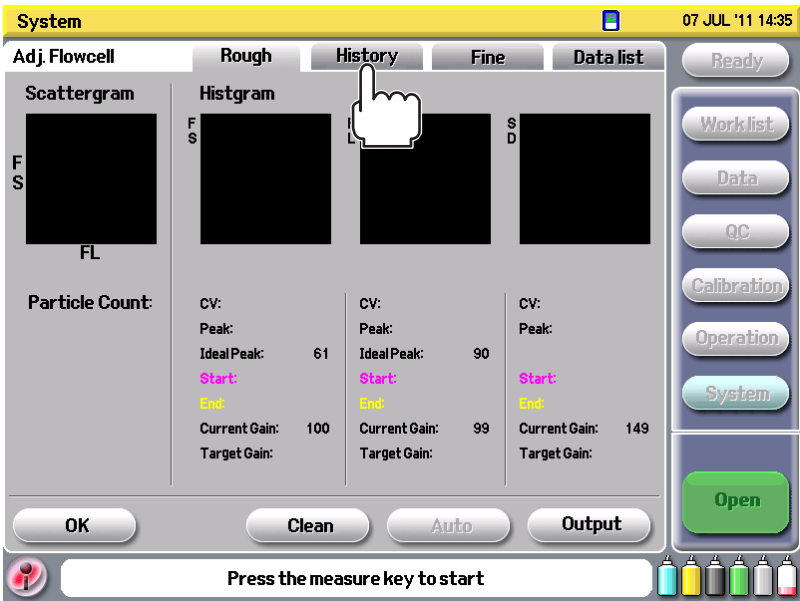 System
07 JUL '11 14:35
Adj. Flowcell
Rough
History
Fine
Data list
Ready
Scattergram
Histgram
FS
FS
L
SD
FL
Work list
Data
QC
Calibration
Operation
System
Open
Particle Count:
CV:
CV:
CV:
Peak:
Peak:
Peak:
Ideal Peak: 61
Ideal Peak: 90
Start:
Start:
Start:
End:
End:
End:
Current Gain: 100
Current Gain: 99
Current Gain: 149
Target Gain:
Target Gain:
Target Gain:
OK
Clean
Auto
Output
Press the measure key to start